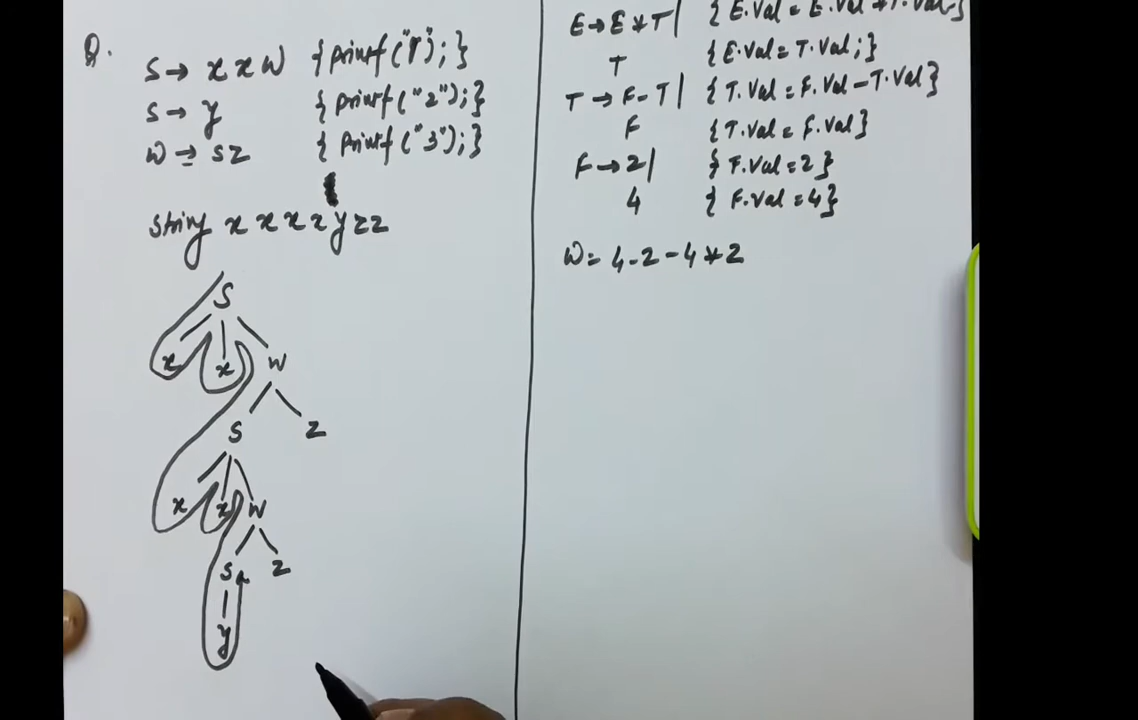 Q.
S → x x W {printf("1");}
S → y {printf("2");}
W → S Z {printf("3");}
String x x x x y z z
S
x x W
S Z
x x W
S Z
y
E → E * T | {E.Val = E.Val * T.Val}
T {E.Val = T.Val;}
T → F - T | {T.Val = F.Val - T.Val}
F {T.Val = F.Val}
F → 2 | {F.Val = 2}
4 {F.Val = 4}
W = 4 - 2 - 4 * 2